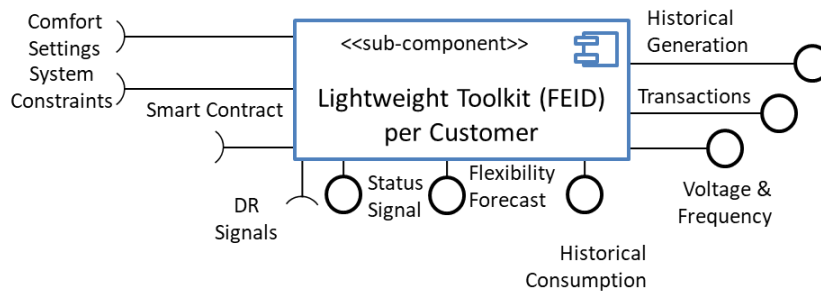 Comfort
Settings
System
Constraints
Smart Contract
DR
Signals
<<sub-component>>
Lightweight Toolkit (FEID)
per Customer
Status
Signal
Flexibility
Forecast
Historical
Consumption
Historical
Generation
Transactions
Voltage &
Frequency